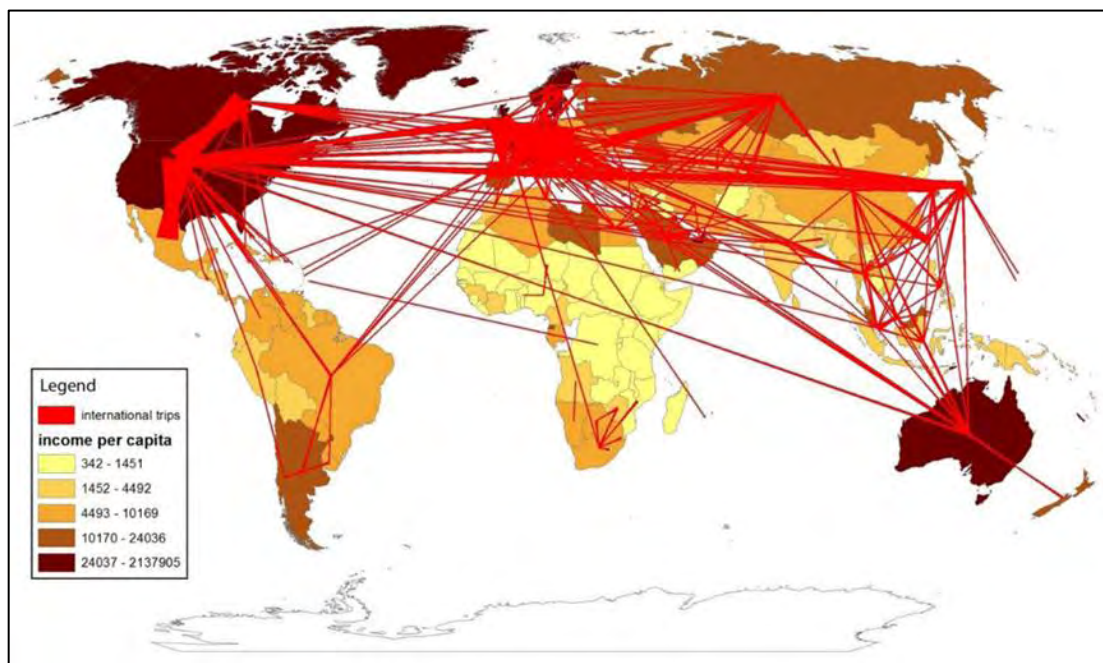 Legend
international trips
income per capita
342 - 1451
1452 - 4492
4493 - 10169
10170 - 24036
24037 - 2137905